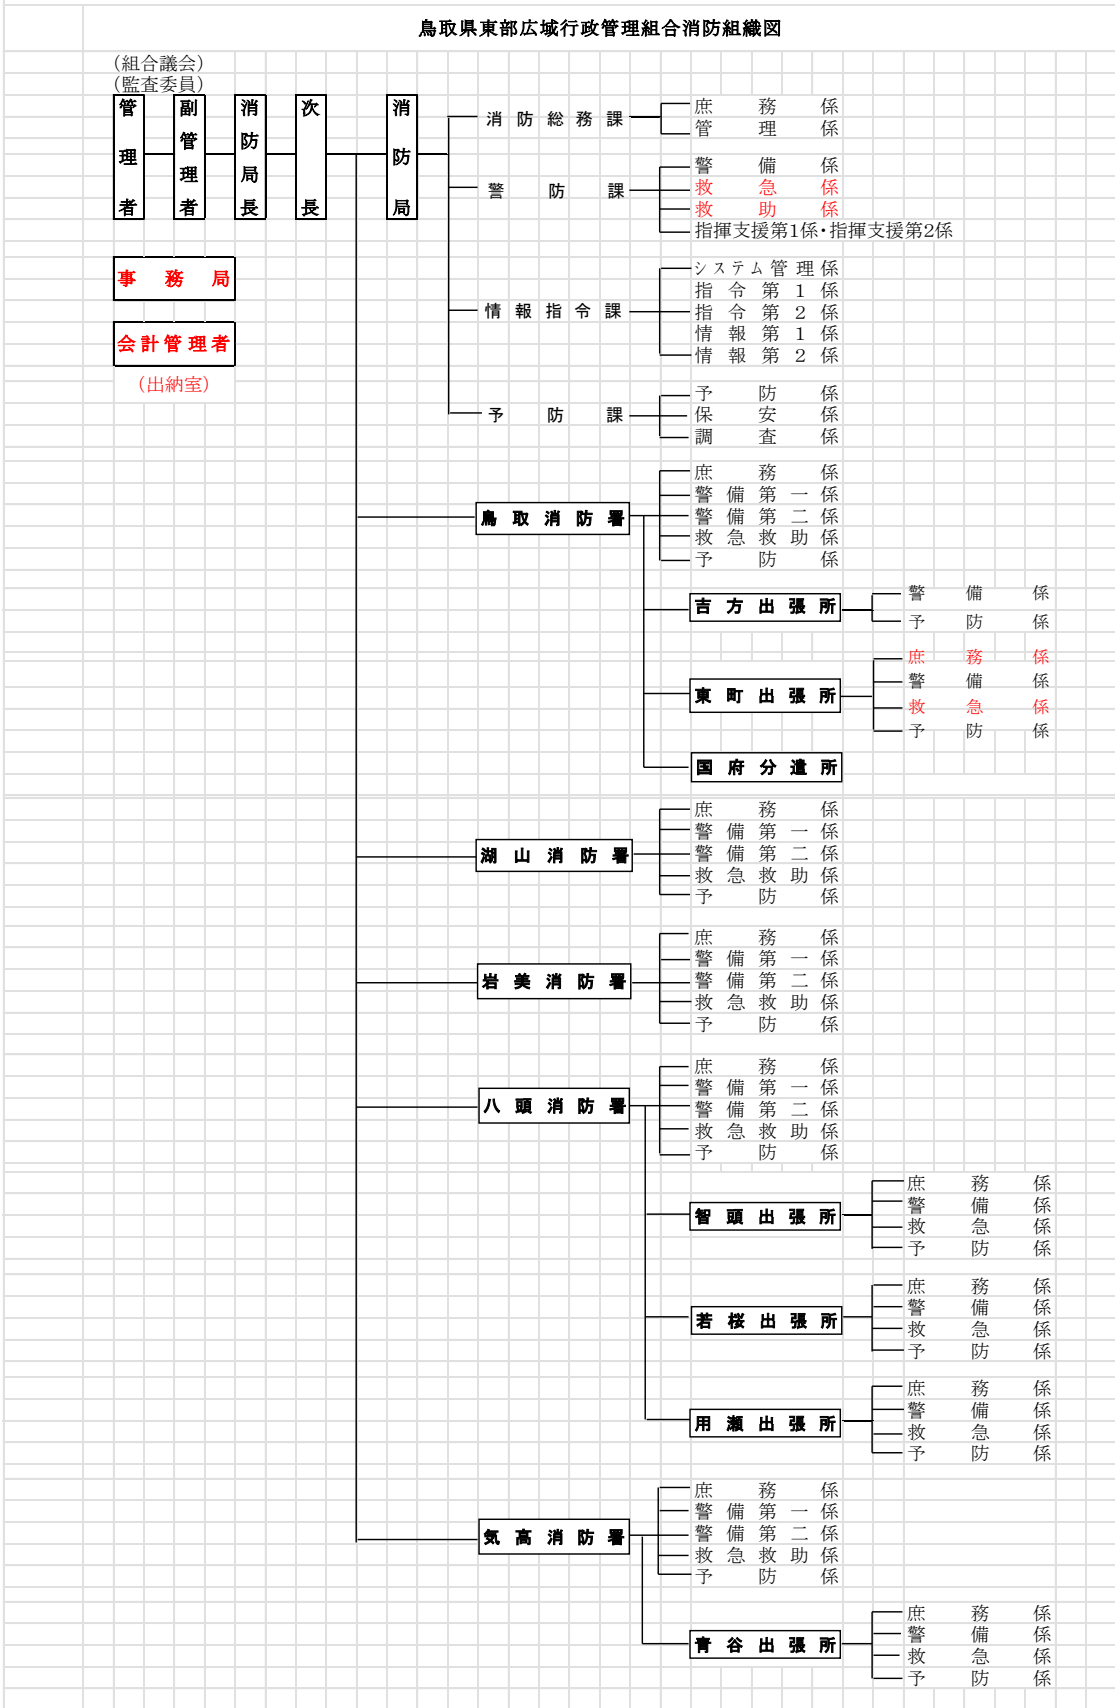 鳥取県東部広域行政管理組合消防組織図
(組合議会)
(監査委員)
管理者
副管理者
消防局長
次長
消防局
消防総務課
庶務係
管理係
警防課
警備係
救急係
救助係
指揮支援第1係・指揮支援第2係
事務局
会計管理者
(出納室)
情報指令課
システム管理係
指令第1係
指令第2係
情報第1係
情報第2係
予防課
予防係
保安係
調査係
鳥取消防署
庶務係
警備第一係
警備第二係
救急救助係
予防係
吉方出張所
警備係
予防係
東町出張所
庶務係
警備係
救急係
予防係
国府分遣所
湖山消防署
庶務係
警備第一係
警備第二係
救急救助係
予防係
岩美消防署
庶務係
警備第一係
警備第二係
救急救助係
予防係
八頭消防署
庶務係
警備第一係
警備第二係
救急救助係
予防係
智頭出張所
庶務係
警備係
救急係
予防係
若桜出張所
庶務係
警備係
救急係
予防係
用瀬出張所
庶務係
警備係
救急係
予防係
気高消防署
庶務係
警備第一係
警備第二係
救急救助係
予防係
青谷出張所
庶務係
警備係
救急係
予防係